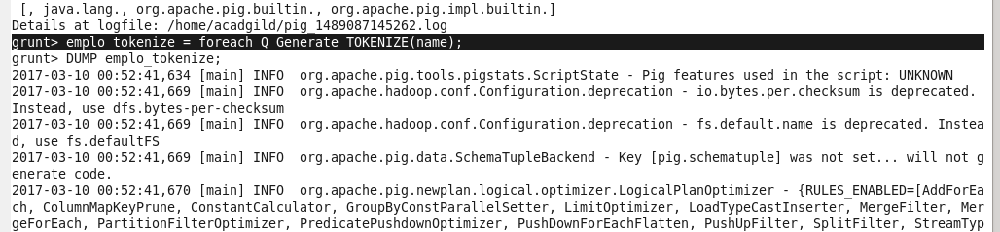 [, java.lang., org.apache.pig.builtin., org.apache.pig.impl.builtin.]
Details at logfile: /home/acadgild/pig_1489087145262.log
grunt> emplo_tokenize = foreach Q Generate TOKENIZE(name);
grunt> DUMP emplo_tokenize;
2017-03-10 00:52:41,634 [main] INFO  org.apache.pig.tools.pigstats.ScriptState - Pig features used in the script: UNKNOWN
2017-03-10 00:52:41,669 [main] INFO  org.apache.hadoop.conf.Configuration.deprecation - io.bytes.per.checksum is deprecated.
Instead, use dfs.bytes-per-checksum
2017-03-10 00:52:41,669 [main] INFO  org.apache.hadoop.conf.Configuration.deprecation - fs.default.name is deprecated. Instea
d, use fs.defaultFS
2017-03-10 00:52:41,669 [main] INFO  org.apache.pig.data.SchemaTupleBackend - Key [pig.schematuple] was not set... will not g
enerate code.
2017-03-10 00:52:41,670 [main] INFO  org.apache.pig.newplan.logical.optimizer.LogicalPlanOptimizer - {RULES_ENABLED=[AddForEa
ch, ColumnMapKeyPrune, ConstantCalculator, GroupByConstParallelSetter, LimitOptimizer, LoadTypeCastInserter, MergeFilter, Mer
geForEach, PartitionFilterOptimizer, PredicatePushdownOptimizer, PushDownForEachFlatten, PushUpFilter, SplitFilter, StreamTyp